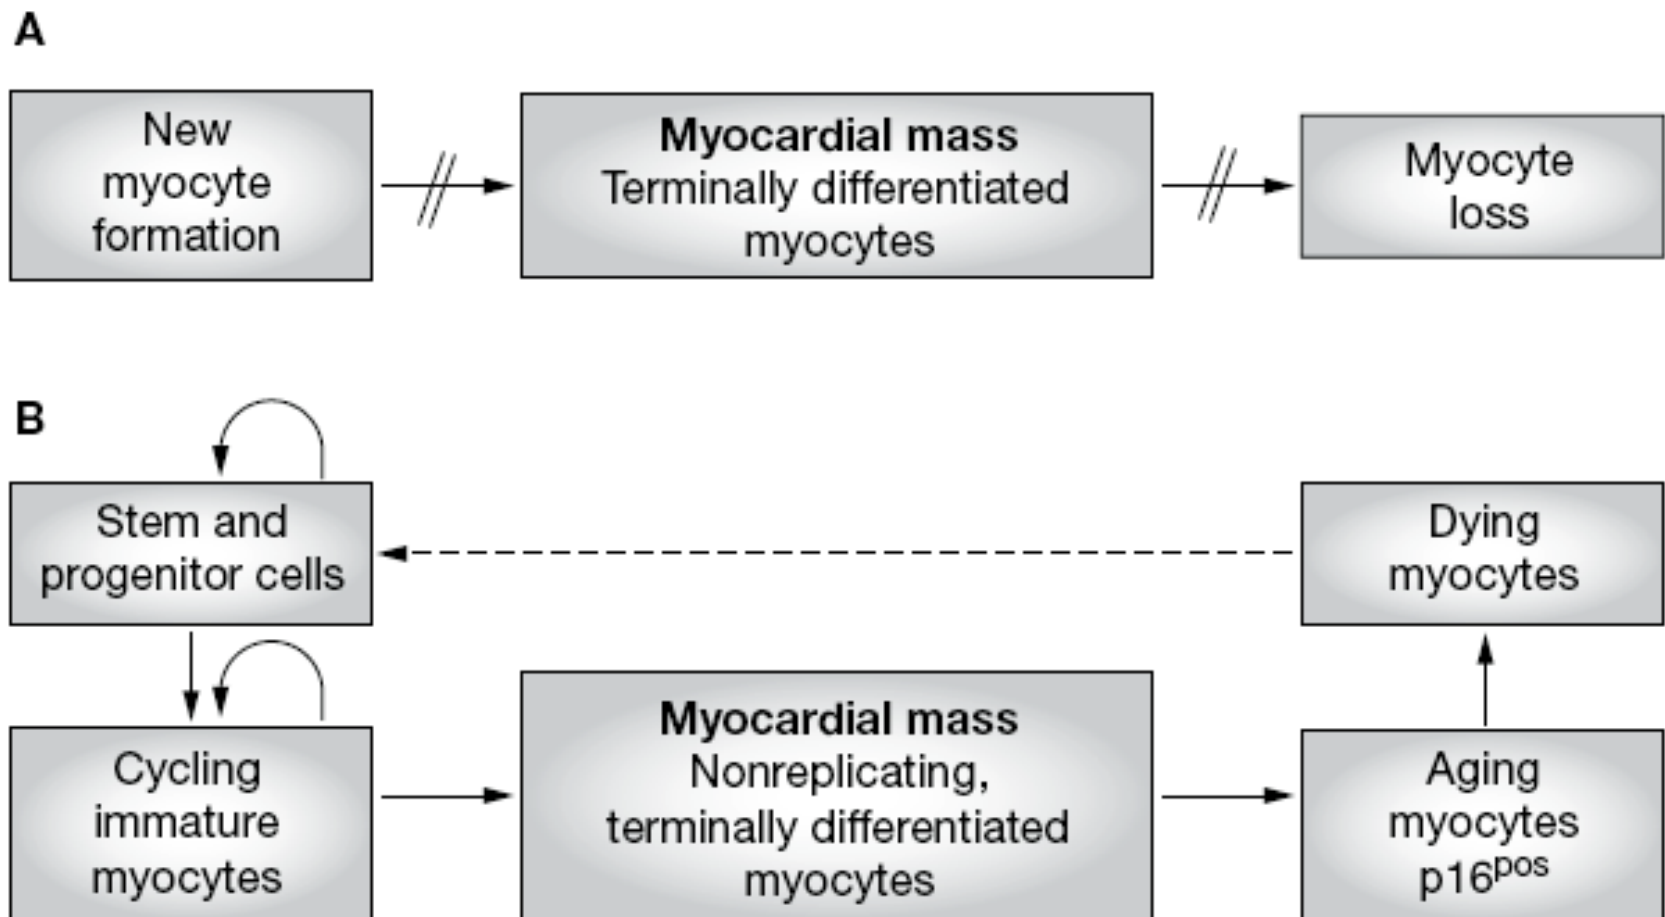 A
New
myocyte
formation
Myocardial mass
Terminally differentiated
myocytes
Myocyte
loss
B
Stem and
progenitor cells
Dying
myocytes
Cycling
immature
myocytes
Myocardial mass
Nonreplicating,
terminally differentiated
myocytes
Aging
myocytes
p16pos